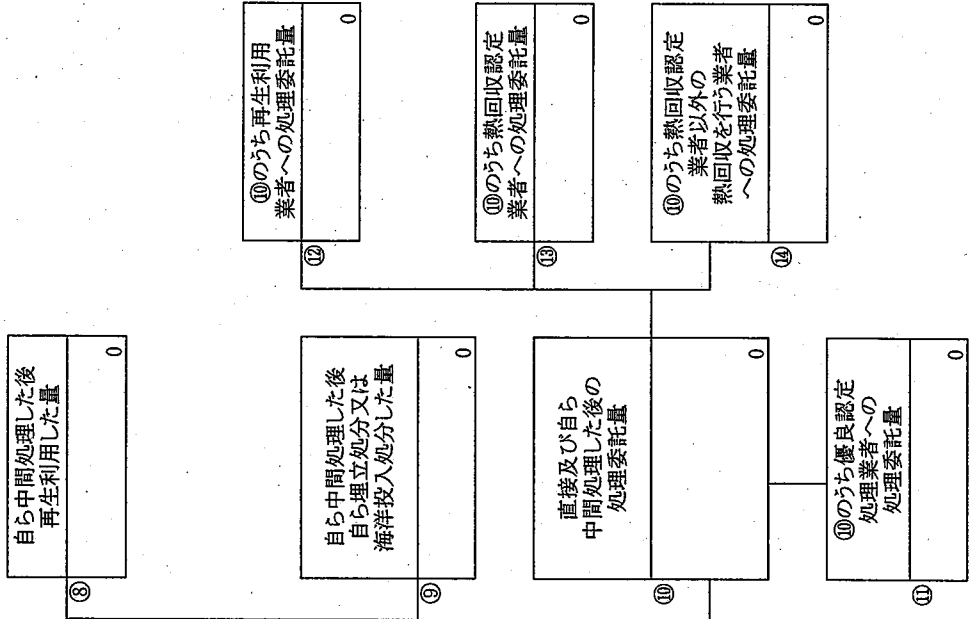 ⑧
自ら中間処理した後
再生利用した量
0
⑨
自ら中間処理した後
自ら埋立処分又は
海洋投入処分した量
0
⑩
直接及び自ら
中間処理した後の
処理委託量
0
⑪
⑩のうち優良認定
処理業者への
処理委託量
0
⑫
⑩のうち再生利用
業者への処理委託量
0
⑬
⑩のうち熱回収認定
業者への処理委託量
0
⑭
⑩のうち熱回収認定
業者以外の
熱回収を行う業者
への処理委託量
0